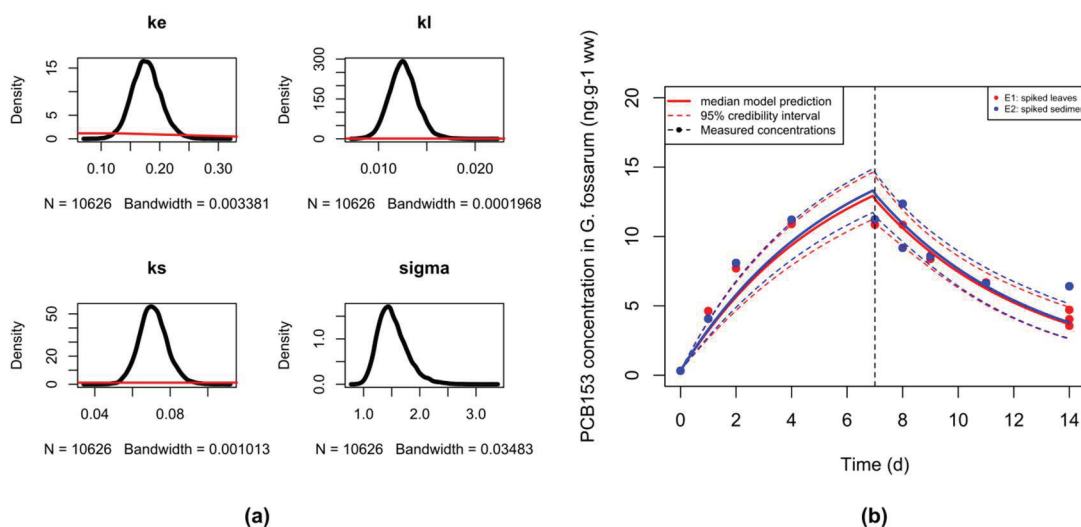 ke
kl
Density
0 5 15
0.10 0.20 0.30
N = 10626 Bandwidth = 0.003381
Density
0 150 300
0.010 0.020
N = 10626 Bandwidth = 0.0001968
ks
sigma
Density
0 10 30 50
0.04 0.08
N = 10626 Bandwidth = 0.001013
Density
0.0 1.0
1.0 2.0 3.0
N = 10626 Bandwidth = 0.03483
(a)
PCB153 concentration in G. fossarum (ng.g-1 ww)
0 5 10 15 20
median model prediction
95% credibility interval
Measured concentrations
E1: spiked leaves
E2: spiked sedimen
0 2 4 6 8 10 12 14
Time (d)
(b)